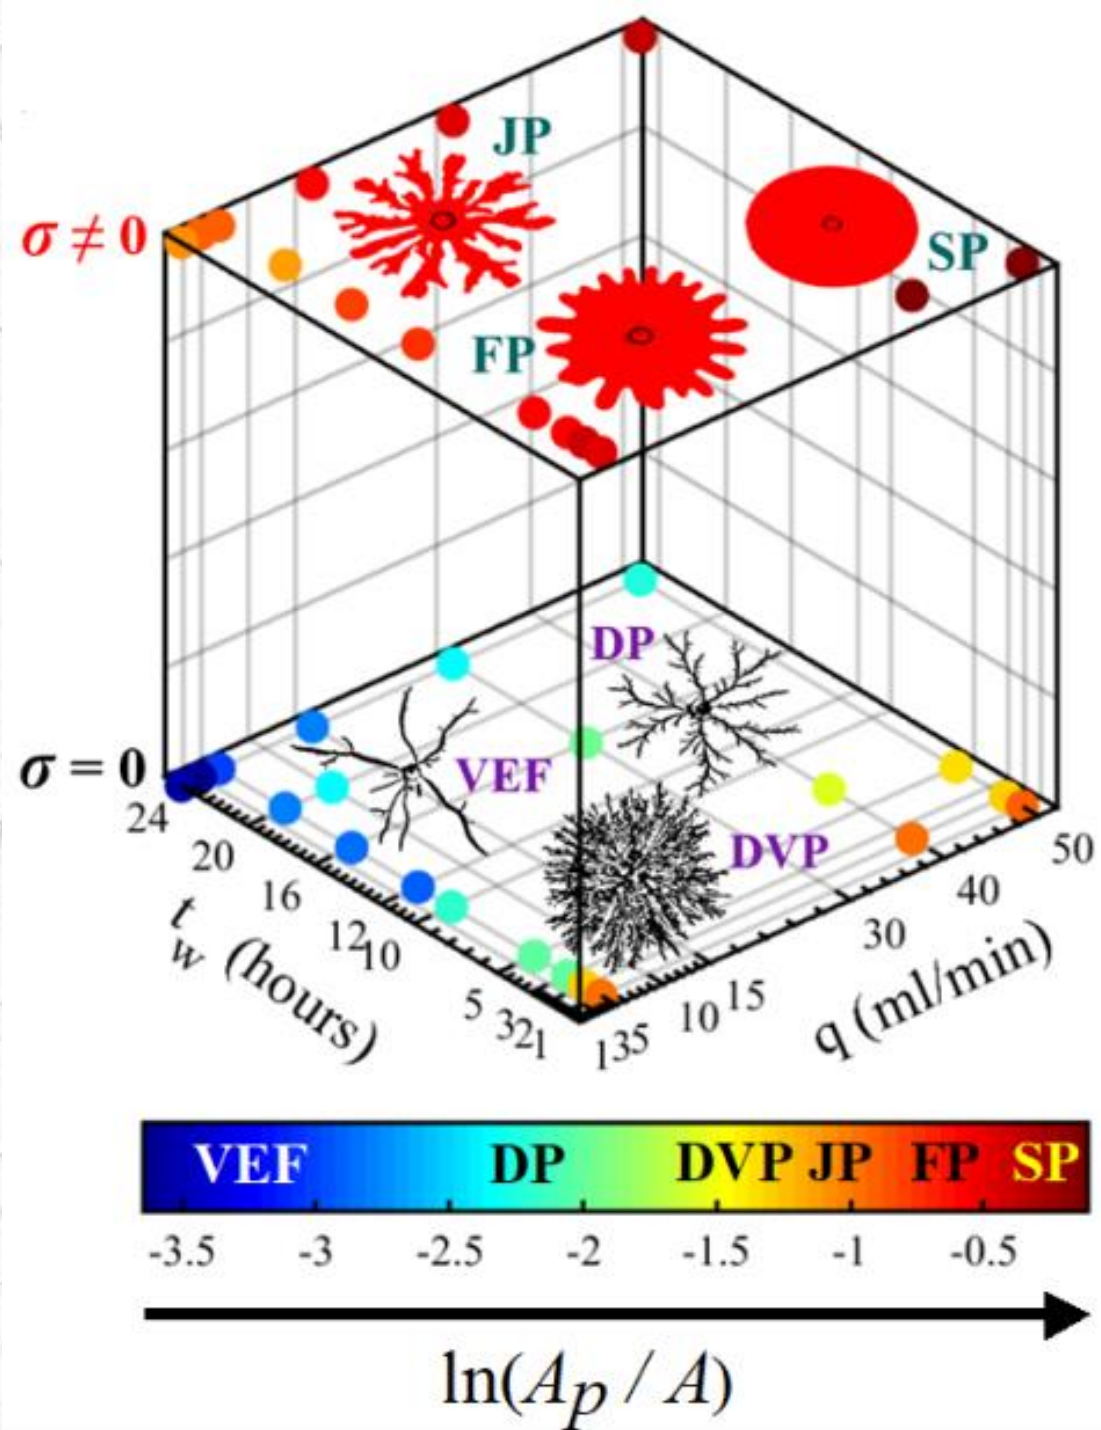 JP
σ ≠ 0
SP
FP
DP
σ = 0
VEF
DVP
24
20
16
12
10
5
3
2
1
t_w (hours)
1
3
5
10
15
30
40
50
q (ml/min)
VEF DP DVP JP FP SP
-3.5 -3 -2.5 -2 -1.5 -1 -0.5
ln(A_p / A)